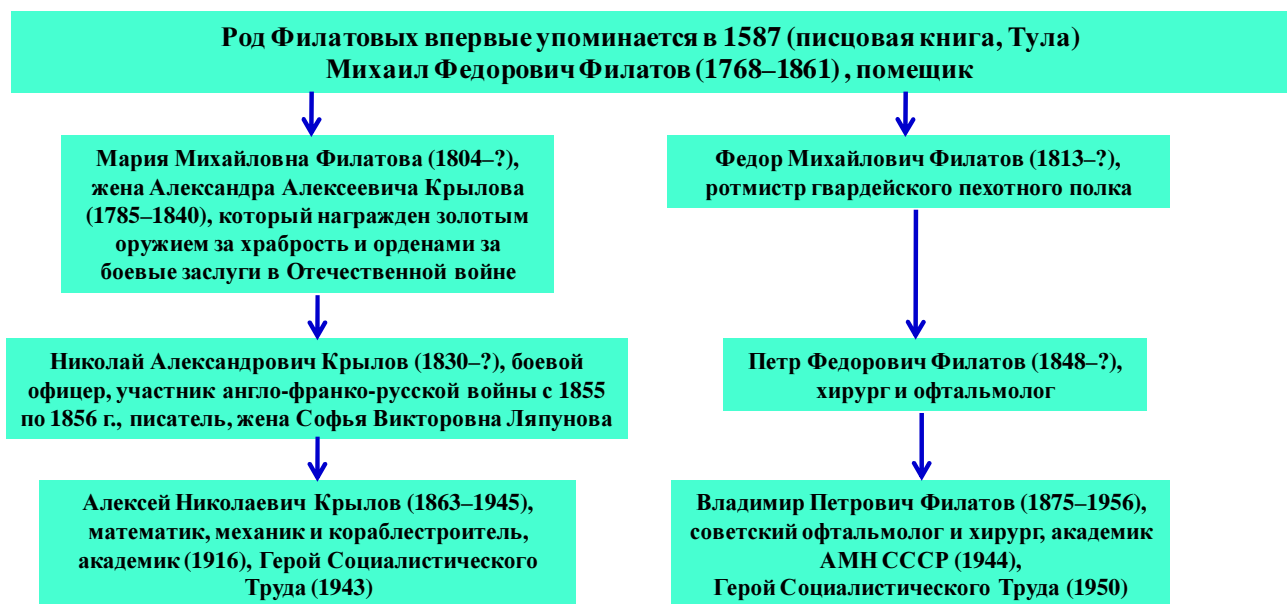 Род Филатовых впервые упоминается в 1587 (писцовая книга, Тула)
Михаил Федорович Филатов (1768–1861) , помещик
Мария Михайловна Филатова (1804–?),
жена Александра Алексеевича Крылова
(1785–1840), который награжден золотым
оружием за храбрость и орденами за
боевые заслуги в Отечественной войне
Федор Михайлович Филатов (1813–?),
ротмистр гвардейского пехотного полка
Николай Александрович Крылов (1830–?), боевой
офицер, участник англо-франко-русской войны с 1855
по 1856 г., писатель, жена Софья Викторовна Ляпунова
Петр Федорович Филатов (1848–?),
хирург и офтальмолог
Алексей Николаевич Крылов (1863–1945),
математик, механик и кораблестроитель,
академик (1916), Герой Социалистического
Труда (1943)
Владимир Петрович Филатов (1875–1956),
советский офтальмолог и хирург, академик
АМН СССР (1944),
Герой Социалистического Труда (1950)